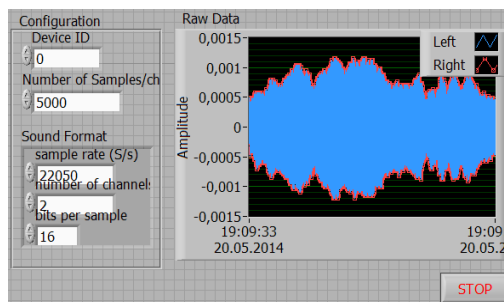 Configuration
Device ID
0
Number of Samples/ch
5000
Sound Format
sample rate (S/s)
22050
number of channels
2
bits per sample
16
Raw Data
Left
Right
Amplitude
0,0015-
0,001-
0,0005-
0-
-0,0005-
-0,001-
-0,0015-
19:09:33
20.05.2014
19:09
20.05.2
STOP